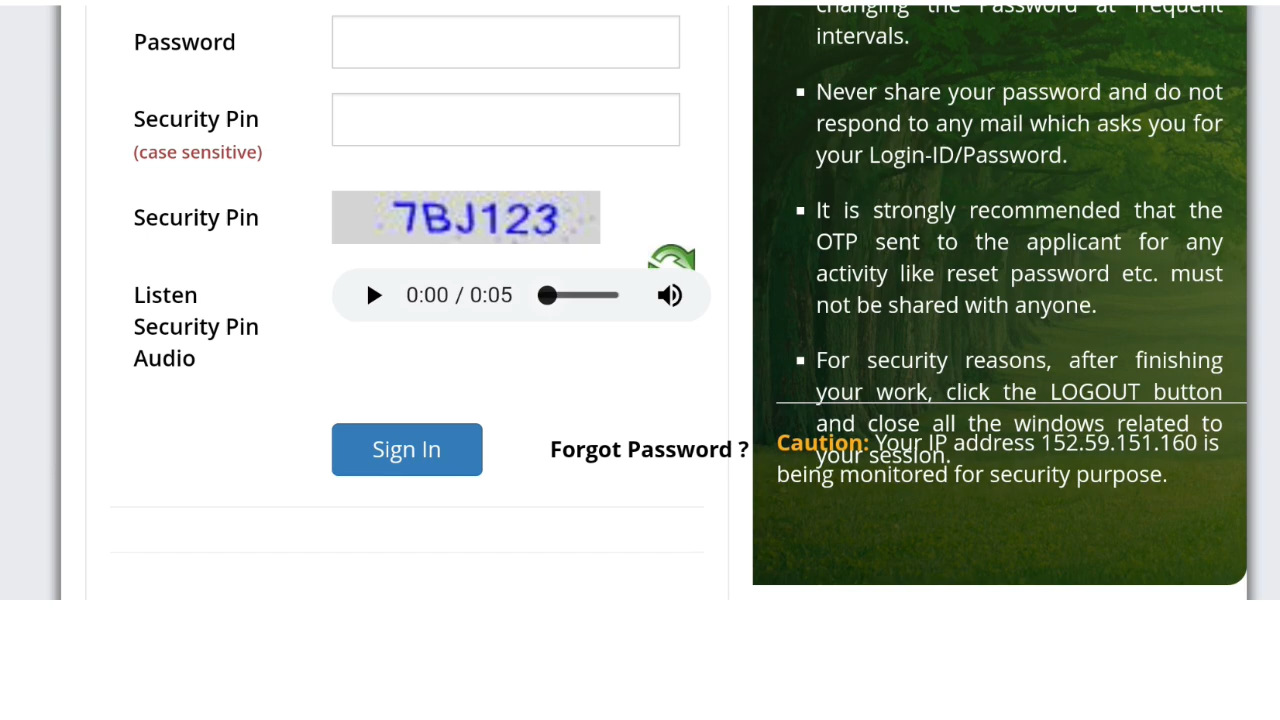 Password
Security Pin
(case sensitive)
Security Pin
7BJ123
Listen
Security Pin
Audio
0:00 / 0:05
Sign In
Forgot Password ?
changing the Password at frequent
intervals.
Never share your password and do not
respond to any mail which asks you for
your Login-ID/Password.
It is strongly recommended that the
OTP sent to the applicant for any
activity like reset password etc. must
not be shared with anyone.
For security reasons, after finishing
your work, click the LOGOUT button
and close all the windows related to
your session.
Caution: Your IP address 152.59.151.160 is
being monitored for security purpose.